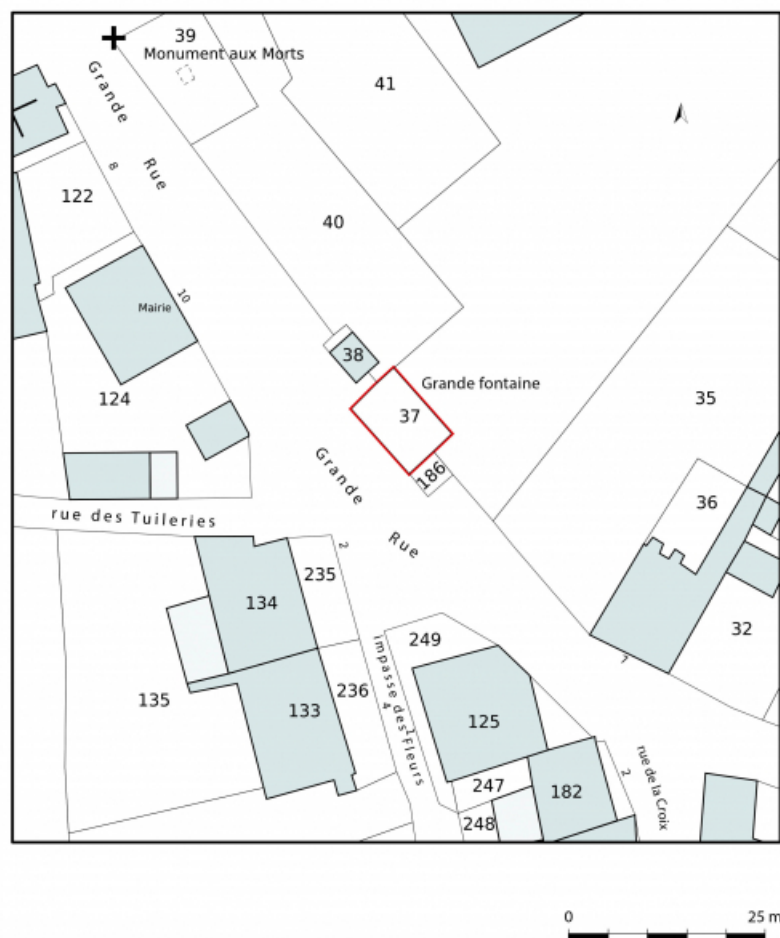 39
Monument aux Morts
Grande
Rue
41
8
122
40
10
Mairie
38
Grande fontaine
37
124
35
186
Grande
36
Rue
rue des Tuileries
2
235
134
32
249
7
Impasse des Fleurs
236
135
4
133
1
125
2
rue de la Croix
247
182
248
0
25 m